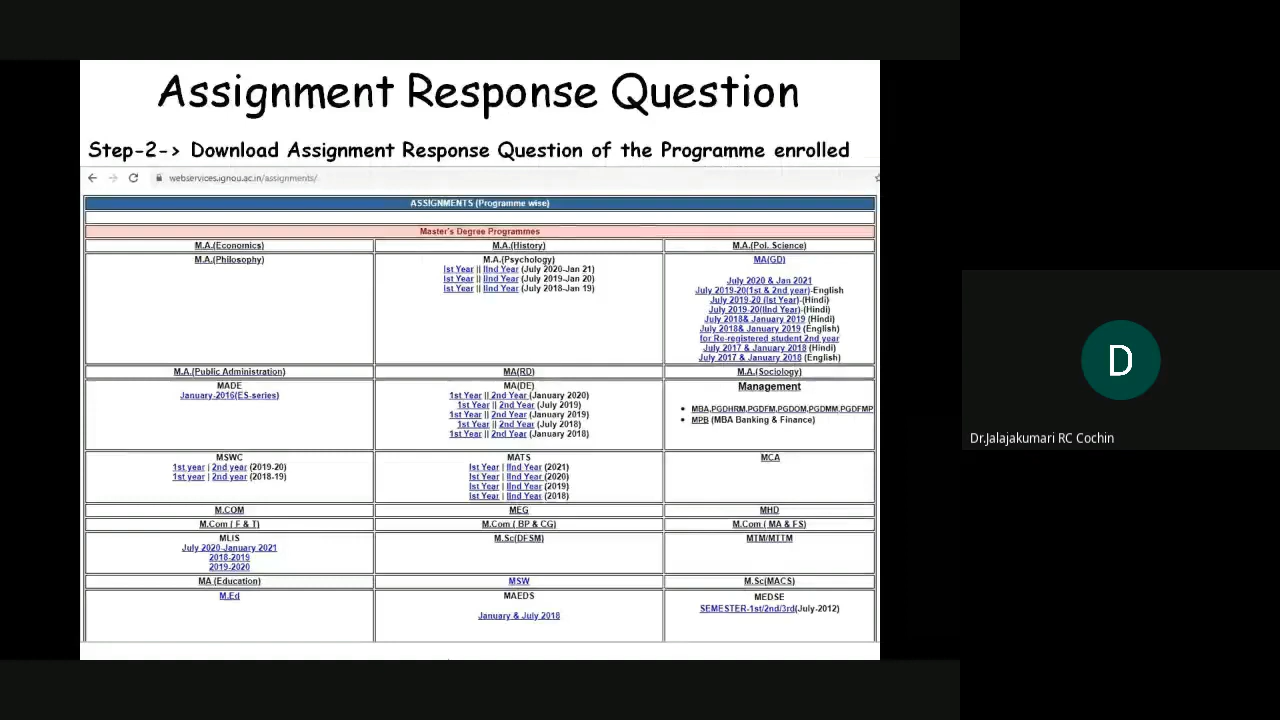 Assignment Response Question
Step-2-> Download Assignment Response Question of the Programme enrolled
webservices.ignou.ac.in/assignments/
ASSIGNMENTS (Programme wise)
Master's Degree Programmes
M.A.(Economics)
M.A.(History)
M.A.(Pol. Science)
M.A.(Philosophy)
M.A.(Psychology)
Ist Year || IInd Year (July 2020-Jan 21)
Ist Year || IInd Year (July 2019-Jan 20)
Ist Year || IInd Year (July 2018-Jan 19)
MA(GD)
July 2020 & Jan 2021
July 2019-20(1st & 2nd year)-English
July 2019-20 (Ist Year)-(Hindi)
July 2019-20(IInd Year)-(Hindi)
July 2018& January 2019 (Hindi)
July 2018& January 2019 (English)
for Re-registered student 2nd year
July 2017 & January 2018 (Hindi)
July 2017 & January 2018 (English)
M.A.(Public Administration)
MA(RD)
M.A.(Sociology)
MADE
January-2016(ES-series)
MA(DE)
1st Year || 2nd Year (January 2020)
1st Year || 2nd Year (July 2019)
1st Year || 2nd Year (January 2019)
1st Year || 2nd Year (July 2018)
1st Year || 2nd Year (January 2018)
Management
• MBA,PGDHRM,PGDFM,PGDOM,PGDMM,PGDFMP
• MPB (MBA Banking & Finance)
MSWC
1st year | 2nd year (2019-20)
1st year | 2nd year (2018-19)
MATS
Ist Year | IInd Year (2021)
Ist Year | IInd Year (2020)
Ist Year | IInd Year (2019)
Ist Year | IInd Year (2018)
MCA
M.COM
MEG
MHD
M.Com ( F & T)
M.Com ( BP & CG)
M.Com ( MA & FS)
MLIS
July 2020-January 2021
2018-2019
2019-2020
M.Sc(DFSM)
MTM/MTTM
MA (Education)
MSW
M.Sc(MACS)
M.Ed
MAEDS
January & July 2018
MEDSE
SEMESTER-1st/2nd/3rd(July-2012)
D
Dr.Jalajakumari RC Cochin